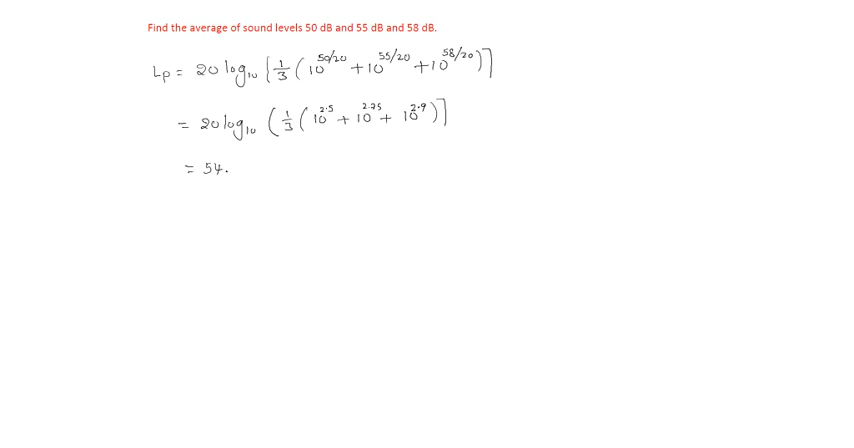 Find the average of sound levels 50 dB and 55 dB and 58 dB.
Lp = 20 log₁₀ [⅓ (10^50/20 + 10^55/20 + 10^58/20)]
= 20 log₁₀ (⅓ (10^2.5 + 10^2.75 + 10^2.9)]
= 54.